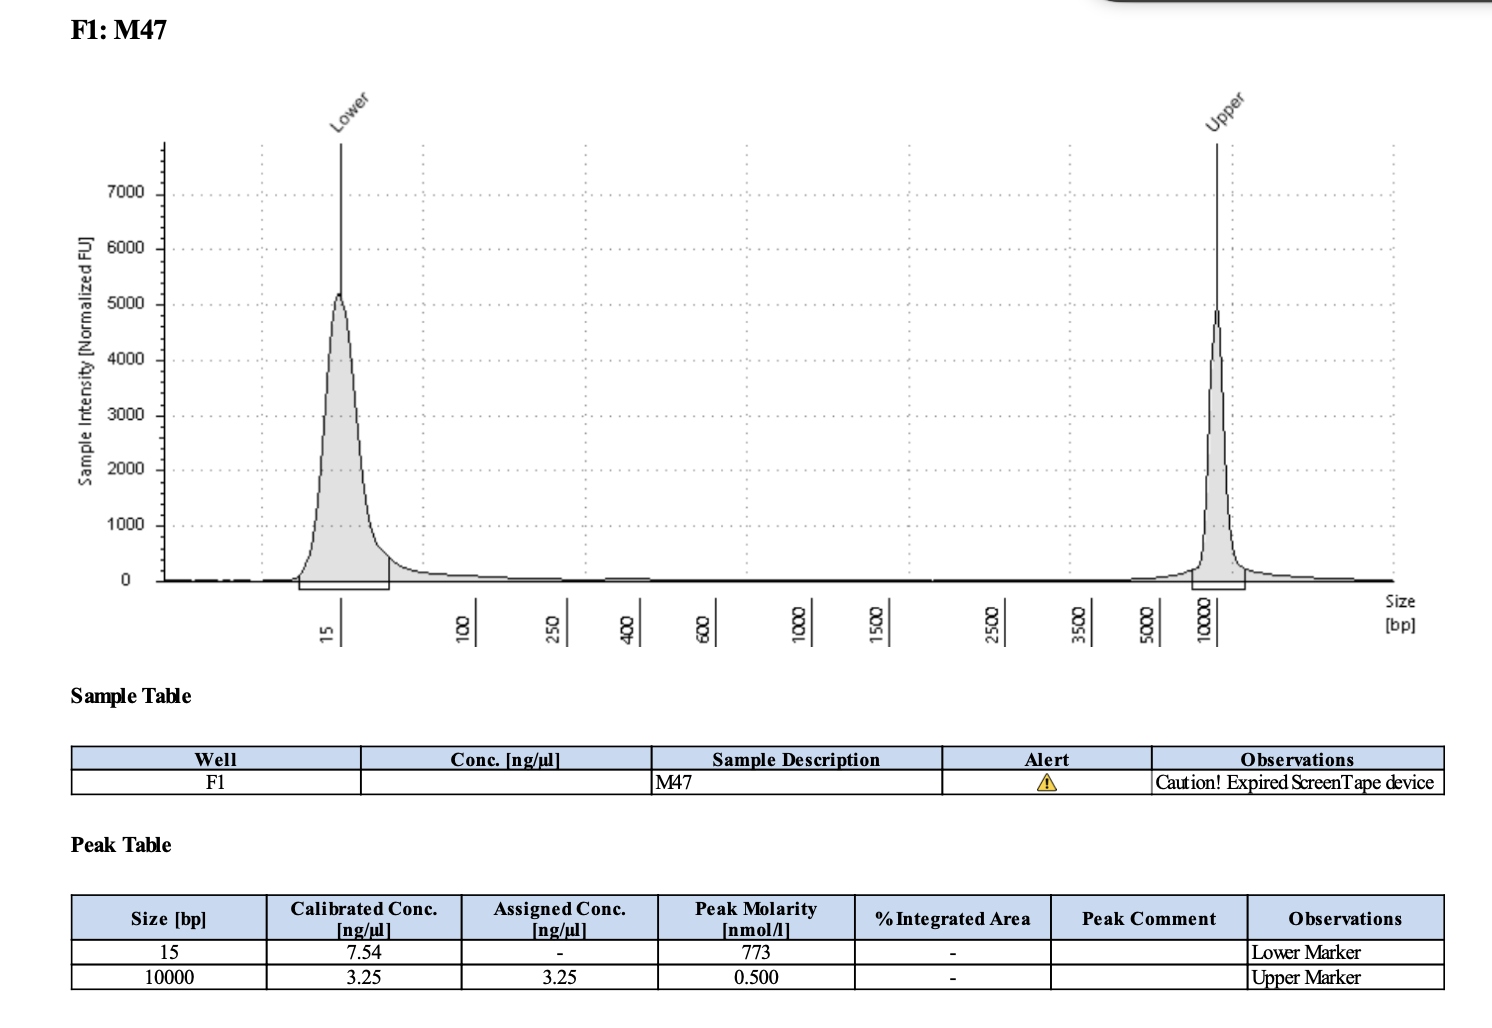 F1: M47
Lower
Upper
Sample Intensity [Normalized FU]
7000
6000
5000
4000
3000
2000
1000
0
15
100
250
400
600
1000
1500
2500
3500
5000
10000
Size
[bp]
Sample Table
Well Conc. [ng/µl] Sample Description Alert Observations
F1 M47 Caution! Expired ScreenTape device
Peak Table
Size [bp] Calibrated Conc. [ng/µl] Assigned Conc. [ng/µl] Peak Molarity [nmol/l] % Integrated Area Peak Comment Observations
15 7.54 - 773 - Lower Marker
10000 3.25 3.25 0.500 - Upper Marker